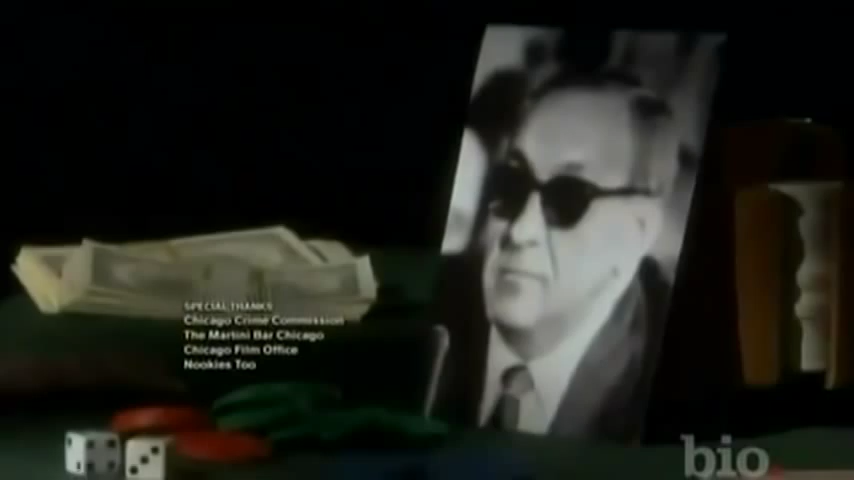 SPECIAL THANKS
Chicago Crime Commission
The Martini Bar Chicago
Chicago Film Office
Nookies Too
bio